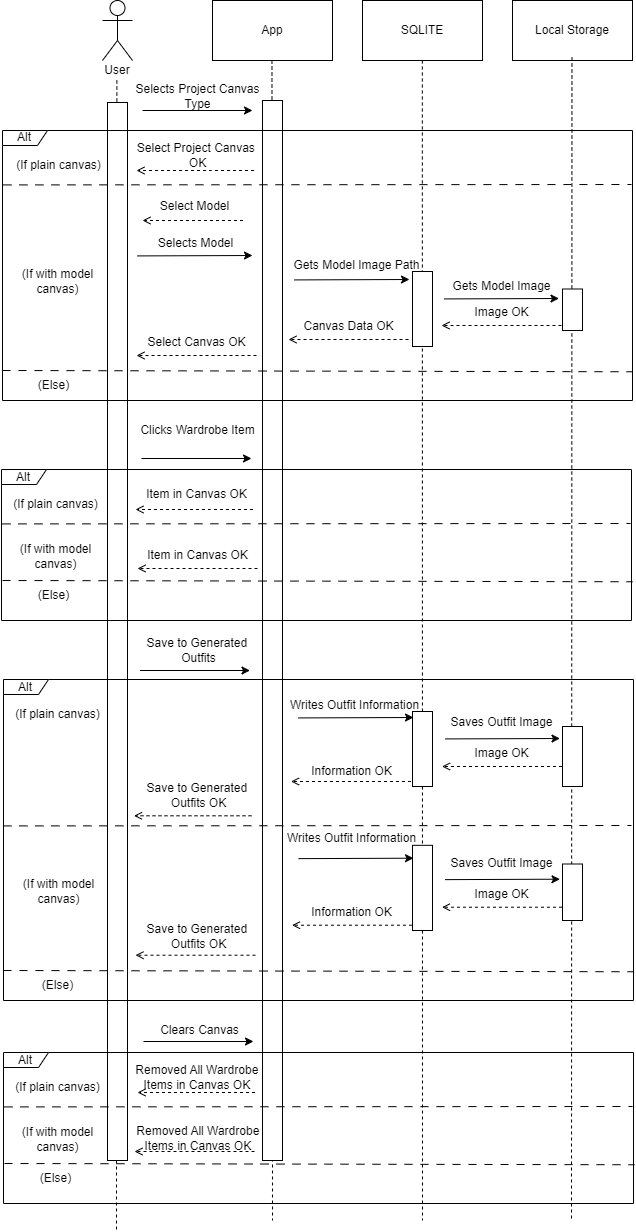 App
SQLITE
Local Storage
User
Selects Project Canvas
Type
Alt
(If plain canvas)
Select Project Canvas
OK
Select Model
Selects Model
(If with model
canvas)
Gets Model Image Path
Gets Model Image
Image OK
Canvas Data OK
Select Canvas OK
(Else)
Clicks Wardrobe Item
Alt
(If plain canvas)
Item in Canvas OK
(If with model
canvas)
Item in Canvas OK
(Else)
Save to Generated
Outfits
Alt
(If plain canvas)
Writes Outfit Information
Saves Outfit Image
Image OK
Information OK
Save to Generated
Outfits OK
Writes Outfit Information
Saves Outfit Image
(If with model
canvas)
Image OK
Information OK
Save to Generated
Outfits OK
(Else)
Clears Canvas
Alt
(If plain canvas)
Removed All Wardrobe
Items in Canvas OK
(If with model
canvas)
Removed All Wardrobe
Items in Canvas OK
(Else)